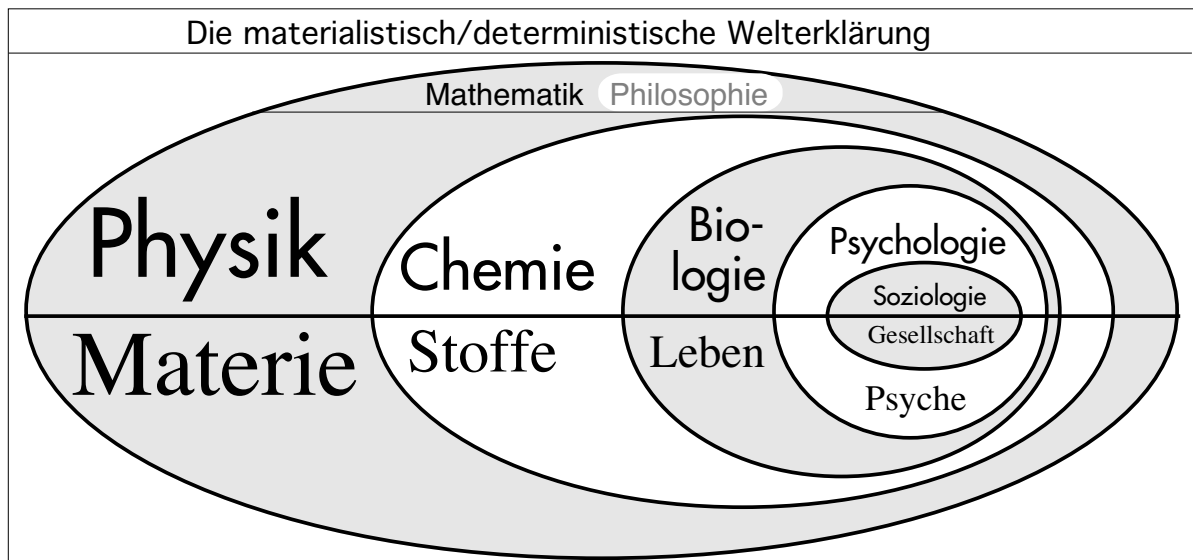 Die materialistisch/deterministische Welterklärung
Mathematik Philosophie
Physik
Chemie
Bio-
logie
Psychologie
Soziologie
Materie
Stoffe
Leben
Gesellschaft
Psyche